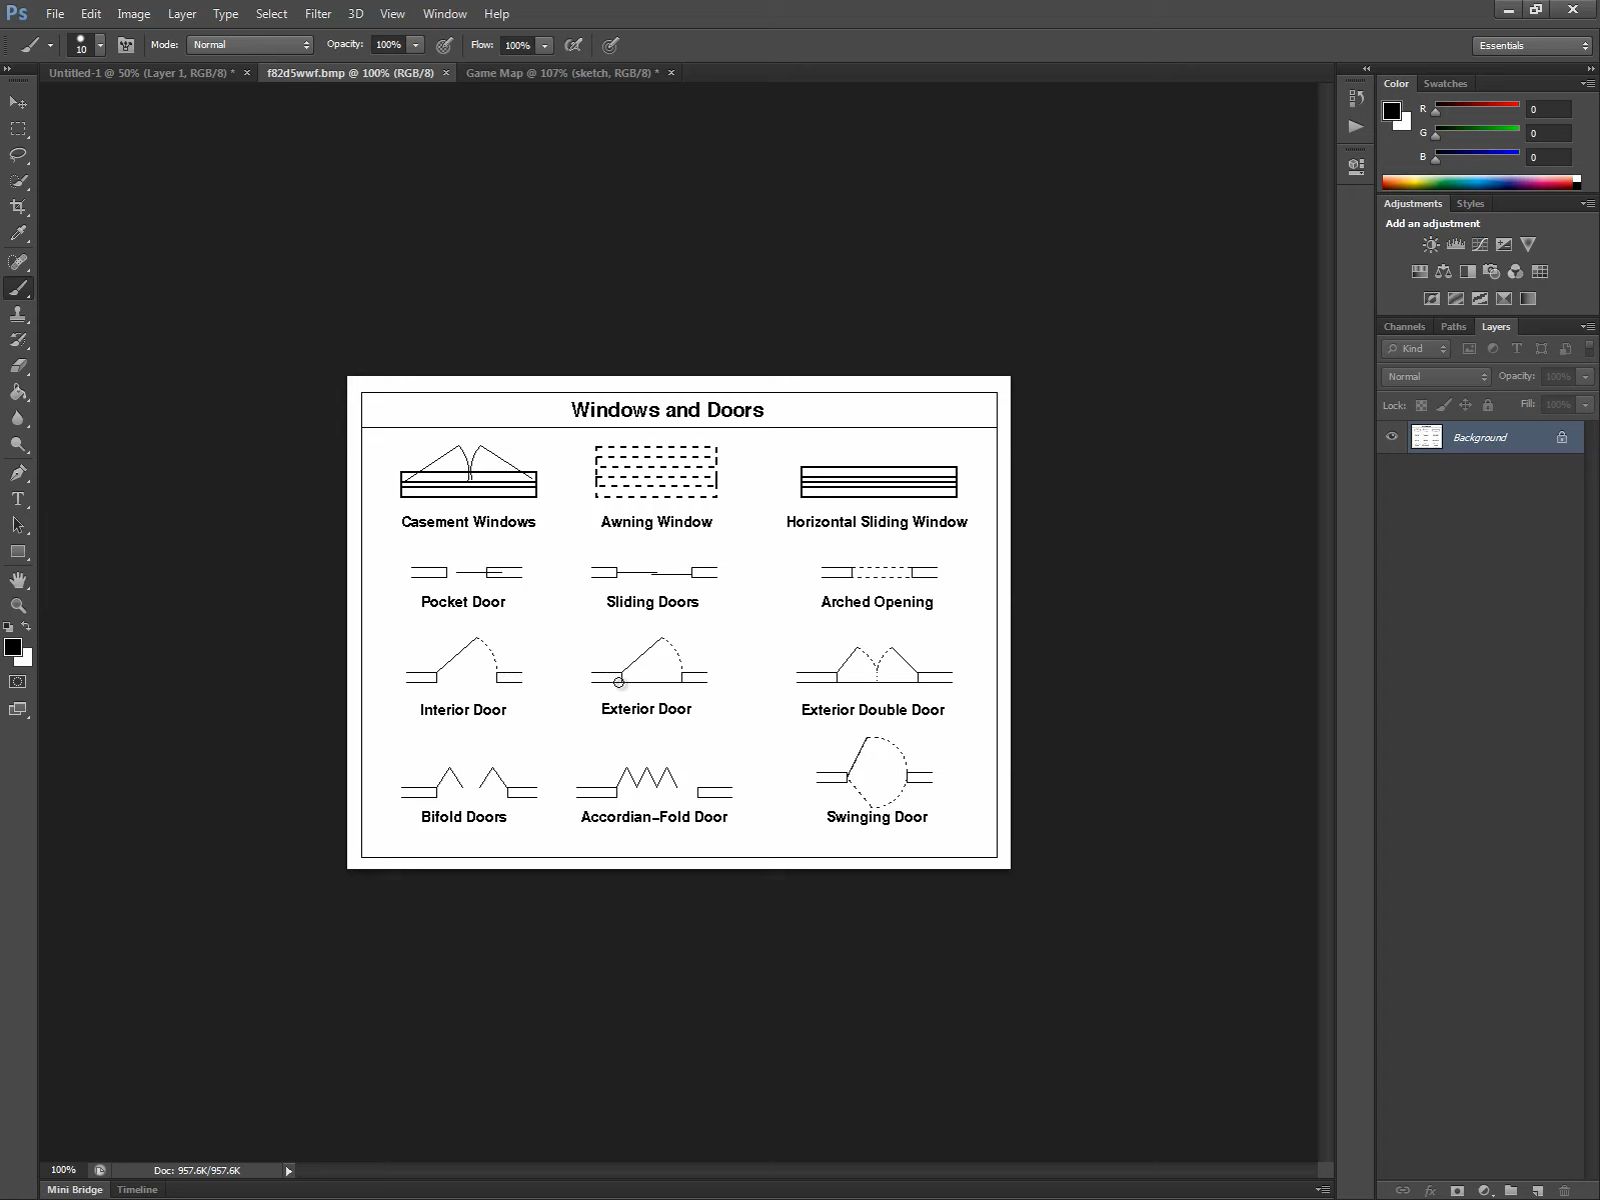 Ps File Edit Image Layer Type Select Filter 3D View Window Help
10 Mode: Normal Opacity: 100% Flow: 100% Essentials
Untitled-1 @ 50% (Layer 1, RGB/8) * × f82d5wwf.bmp @ 100% (RGB/8) × Game Map @ 107% (sketch, RGB/8) * ×
Color Swatches
R 0
G 0
B 0
Adjustments Styles
Add an adjustment
Channels Paths Layers
Kind
Normal Opacity: 100%
Lock: Fill: 100%
Background
Windows and Doors
Casement Windows Awning Window Horizontal Sliding Window
Pocket Door Sliding Doors Arched Opening
Interior Door Exterior Door Exterior Double Door
Bifold Doors Accordian-Fold Door Swinging Door
100% Doc: 957.6K/957.6K
Mini Bridge Timeline